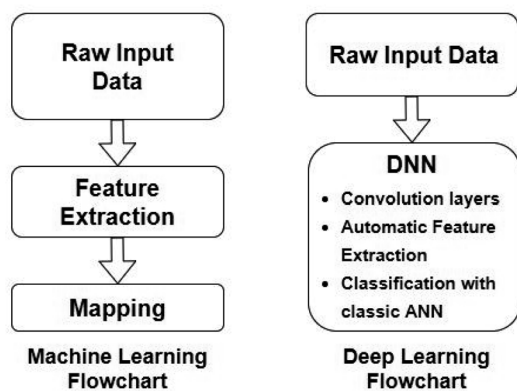 Raw Input
Data
Feature
Extraction
Mapping
Machine Learning
Flowchart
Raw Input Data
DNN
• Convolution layers
• Automatic Feature
Extraction
• Classification with
classic ANN
Deep Learning
Flowchart